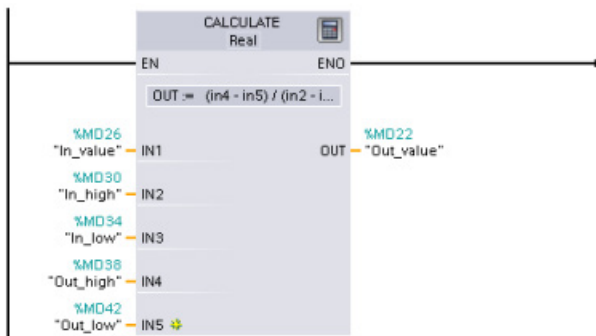 CALCULATE
Real
EN ENO
OUT := (in4 - in5) / (in2 - i...
%MD26
"In_value" IN1
%MD22
OUT "Out_value"
%MD30
"In_high" IN2
%MD34
"In_low" IN3
%MD38
"Out_high" IN4
%MD42
"Out_low" IN5